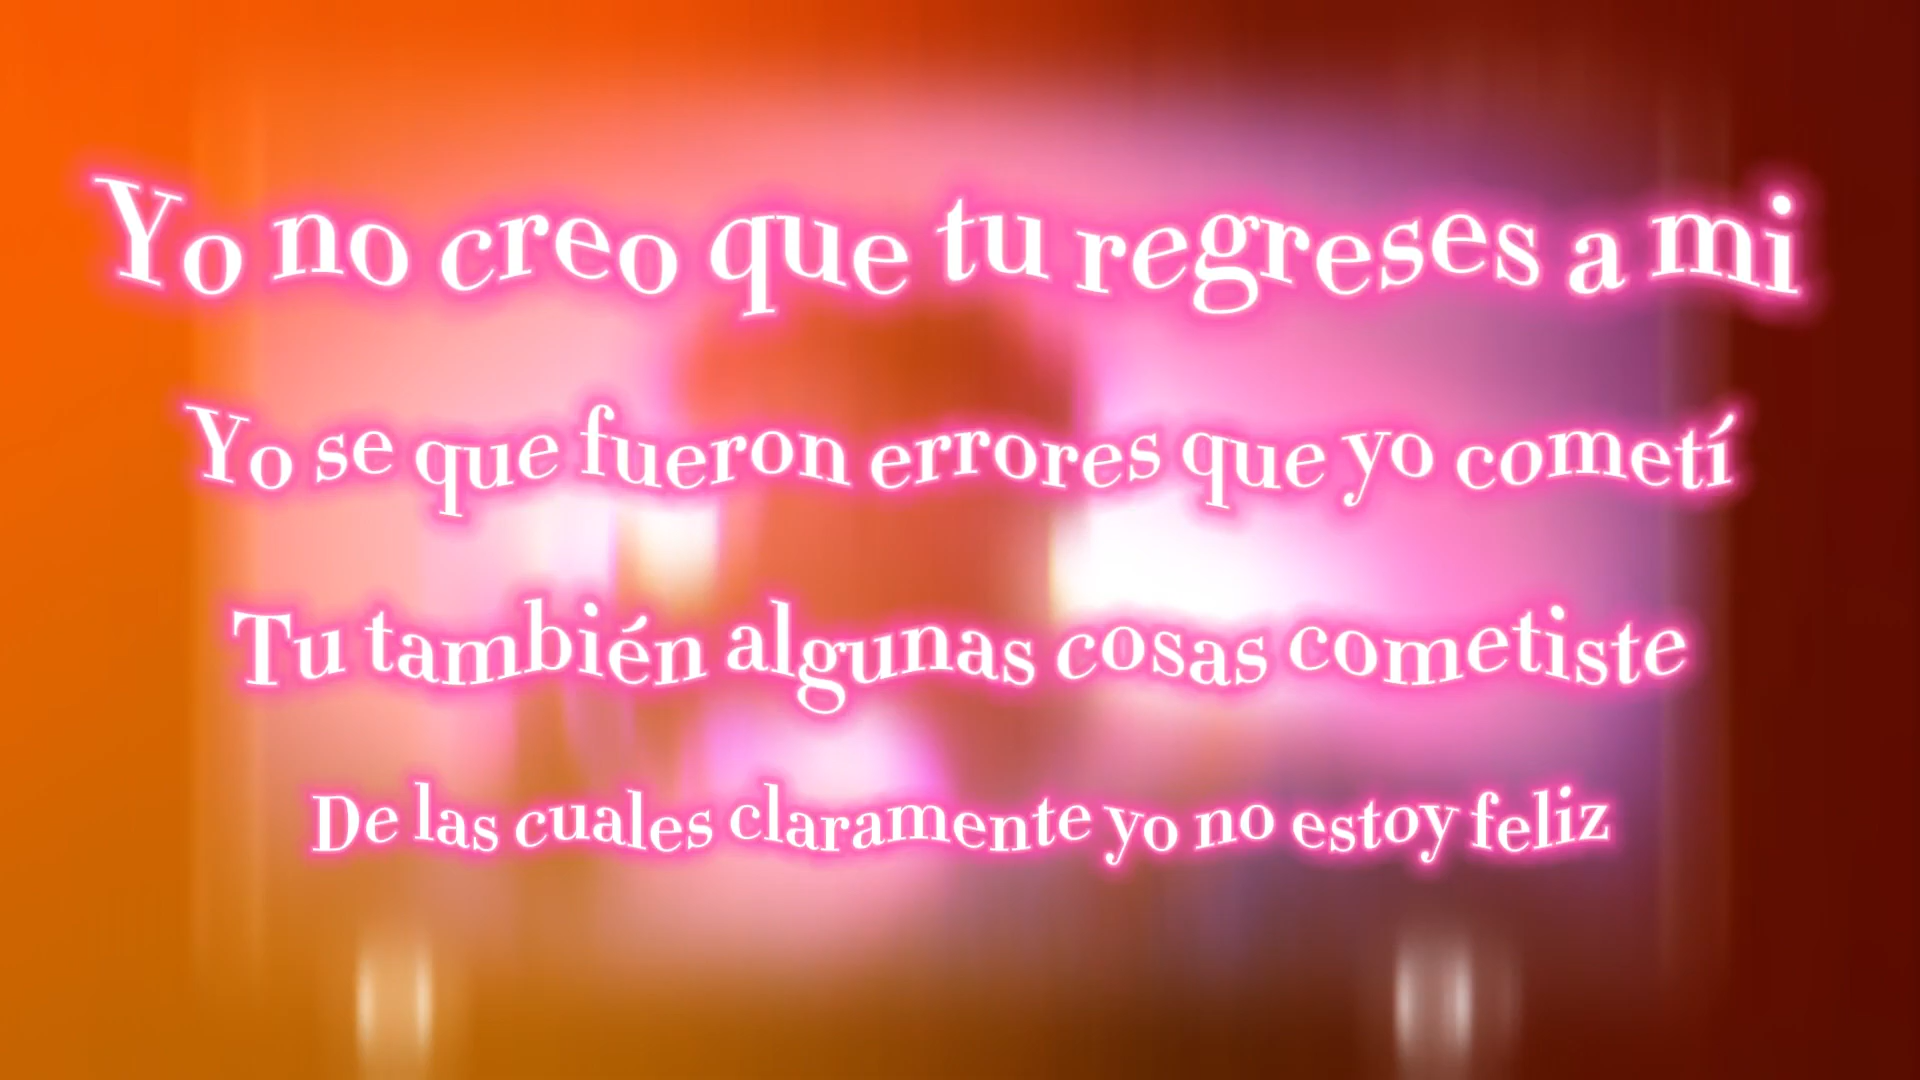 Yo no creo que tu regreses a mi
Yo se que fueron errores que yo cometí
Tu también algunas cosas cometiste
De las cuales claramente yo no estoy feliz